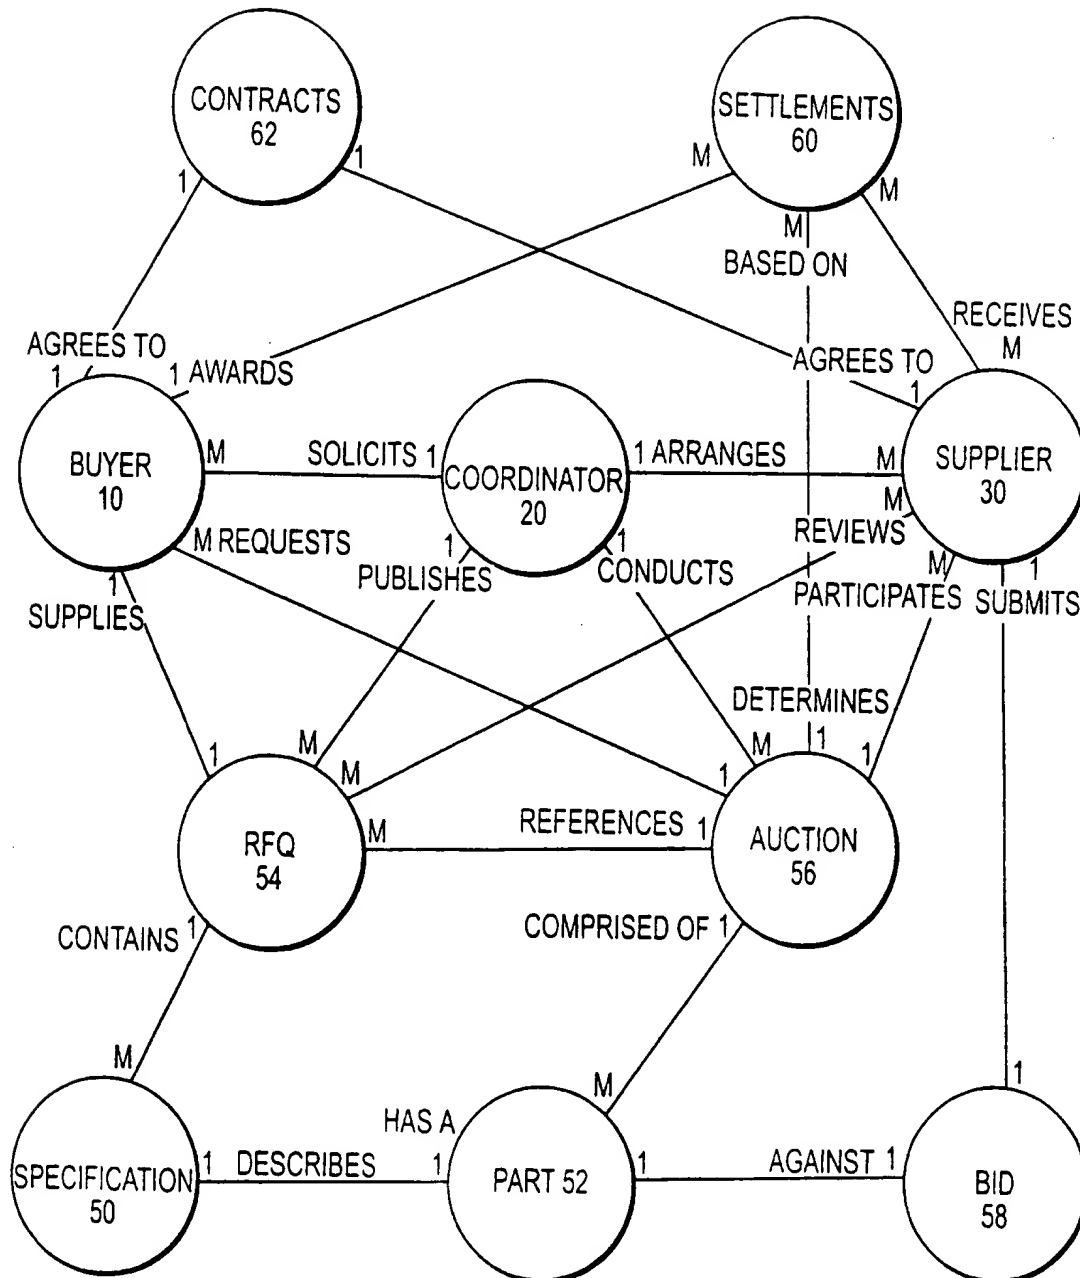 CONTRACTS
62
SETTLEMENTS
60
1
1
M
M
M
BASED ON
RECEIVES
M
AGREES TO
1
1 AWARDS
AGREES TO
1
BUYER
10
M
SOLICITS 1
COORDINATOR
20
1 ARRANGES
M
SUPPLIER
30
M
REVIEWS
M REQUESTS
1
PUBLISHES
1
CONDUCTS
M
PARTICIPATES
1
SUBMITS
1
SUPPLIES
DETERMINES
1
M
M
1
M
1
1
RFQ
54
M
REFERENCES 1
AUCTION
56
CONTAINS 1
COMPRISED OF 1
M
M
1
HAS A
SPECIFICATION
50
1 DESCRIBES 1
PART 52
1
AGAINST 1
BID
58